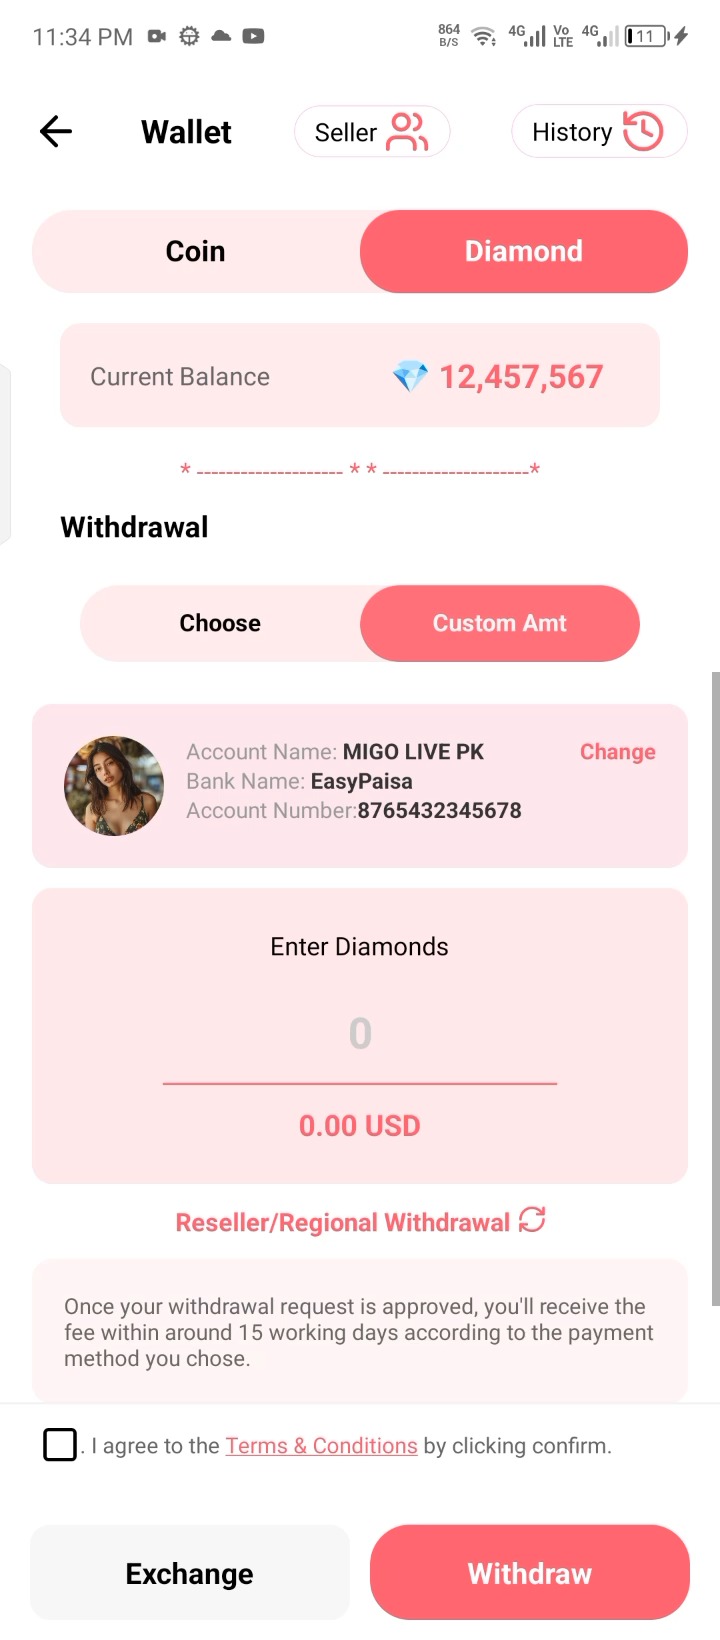 11:34 PM 864 B/S 4G Vo LTE 4G 11
Wallet Seller History
Coin Diamond
Current Balance 12,457,567
* -------------------- * * --------------------*
Withdrawal
Choose Custom Amt
Account Name: MIGO LIVE PK Change
Bank Name: EasyPaisa
Account Number:8765432345678
Enter Diamonds
0
0.00 USD
Reseller/Regional Withdrawal
Once your withdrawal request is approved, you'll receive the
fee within around 15 working days according to the payment
method you chose.
. I agree to the Terms & Conditions by clicking confirm.
Exchange Withdraw